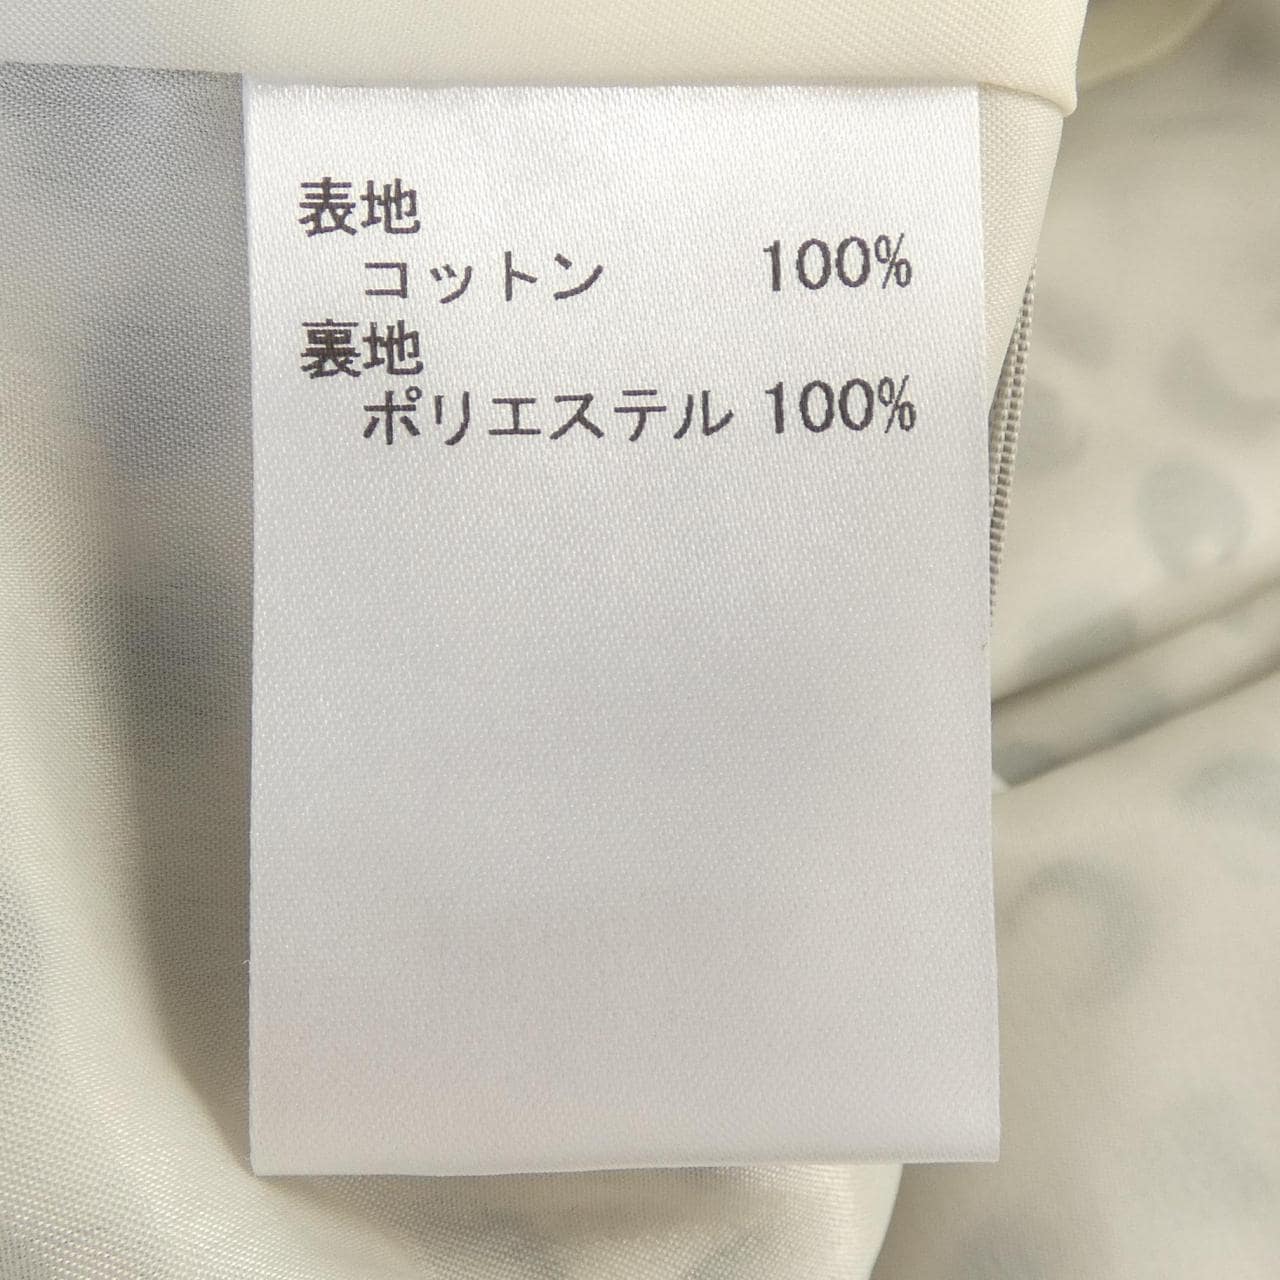 表地
コットン 100%
裏地
ポリエステル 100%